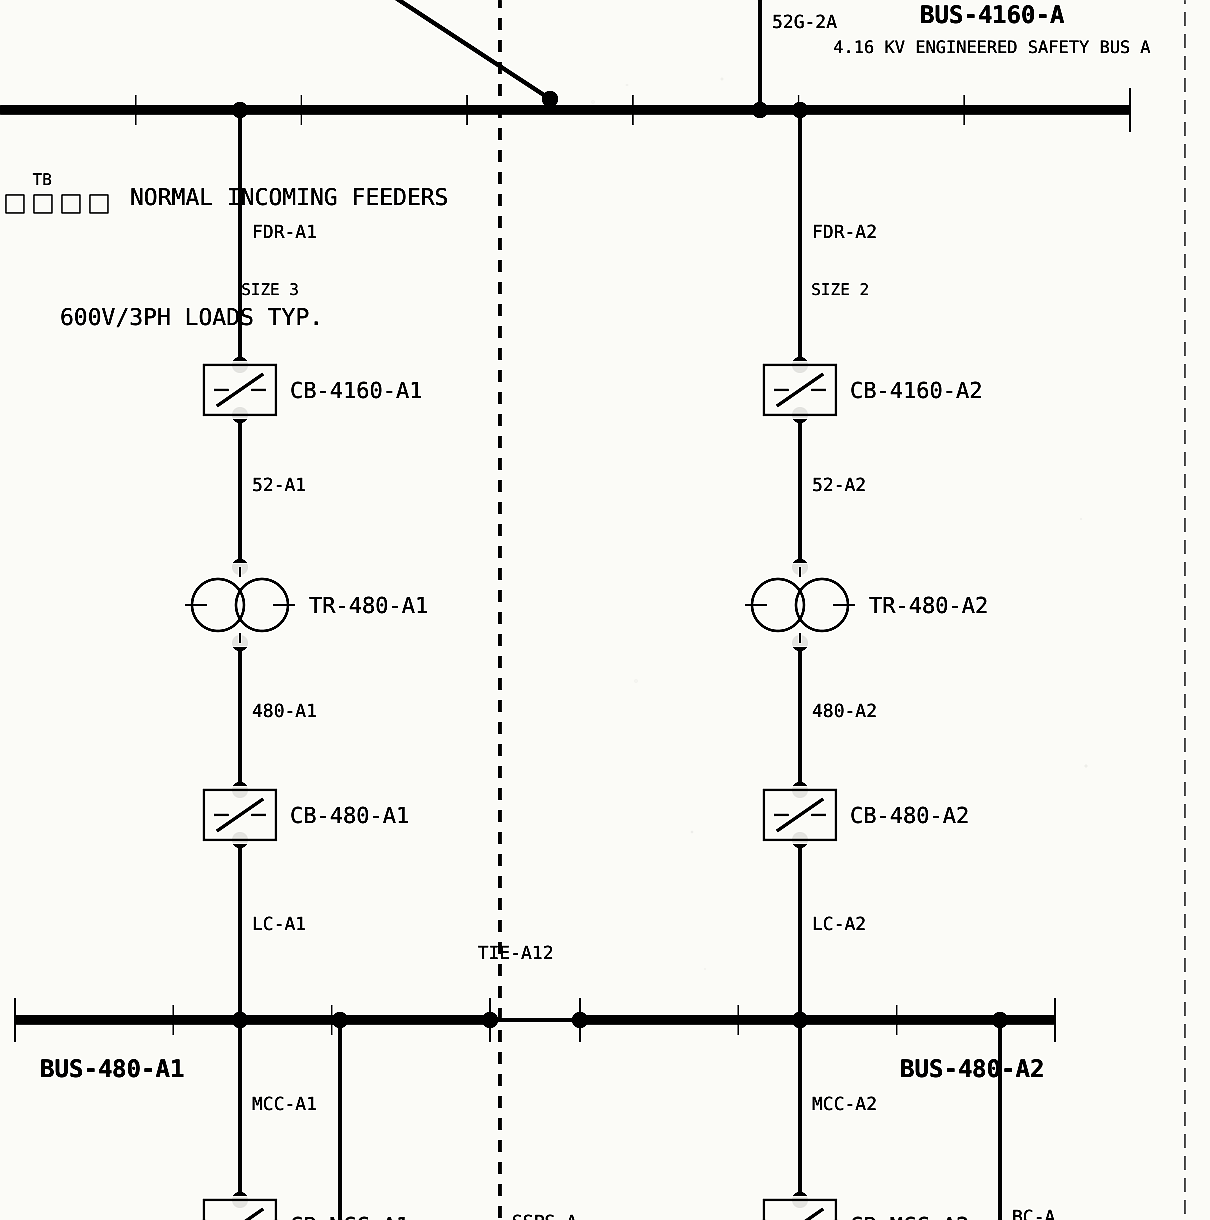 BUS-4160-A
52G-2A
4.16 KV ENGINEERED SAFETY BUS A
TB
NORMAL INCOMING FEEDERS
FDR-A1
FDR-A2
SIZE 3
SIZE 2
600V/3PH LOADS TYP.
CB-4160-A1
CB-4160-A2
52-A1
52-A2
TR-480-A1
TR-480-A2
480-A1
480-A2
CB-480-A1
CB-480-A2
LC-A1
LC-A2
TIE-A12
BUS-480-A1
BUS-480-A2
MCC-A1
MCC-A2
BC-A